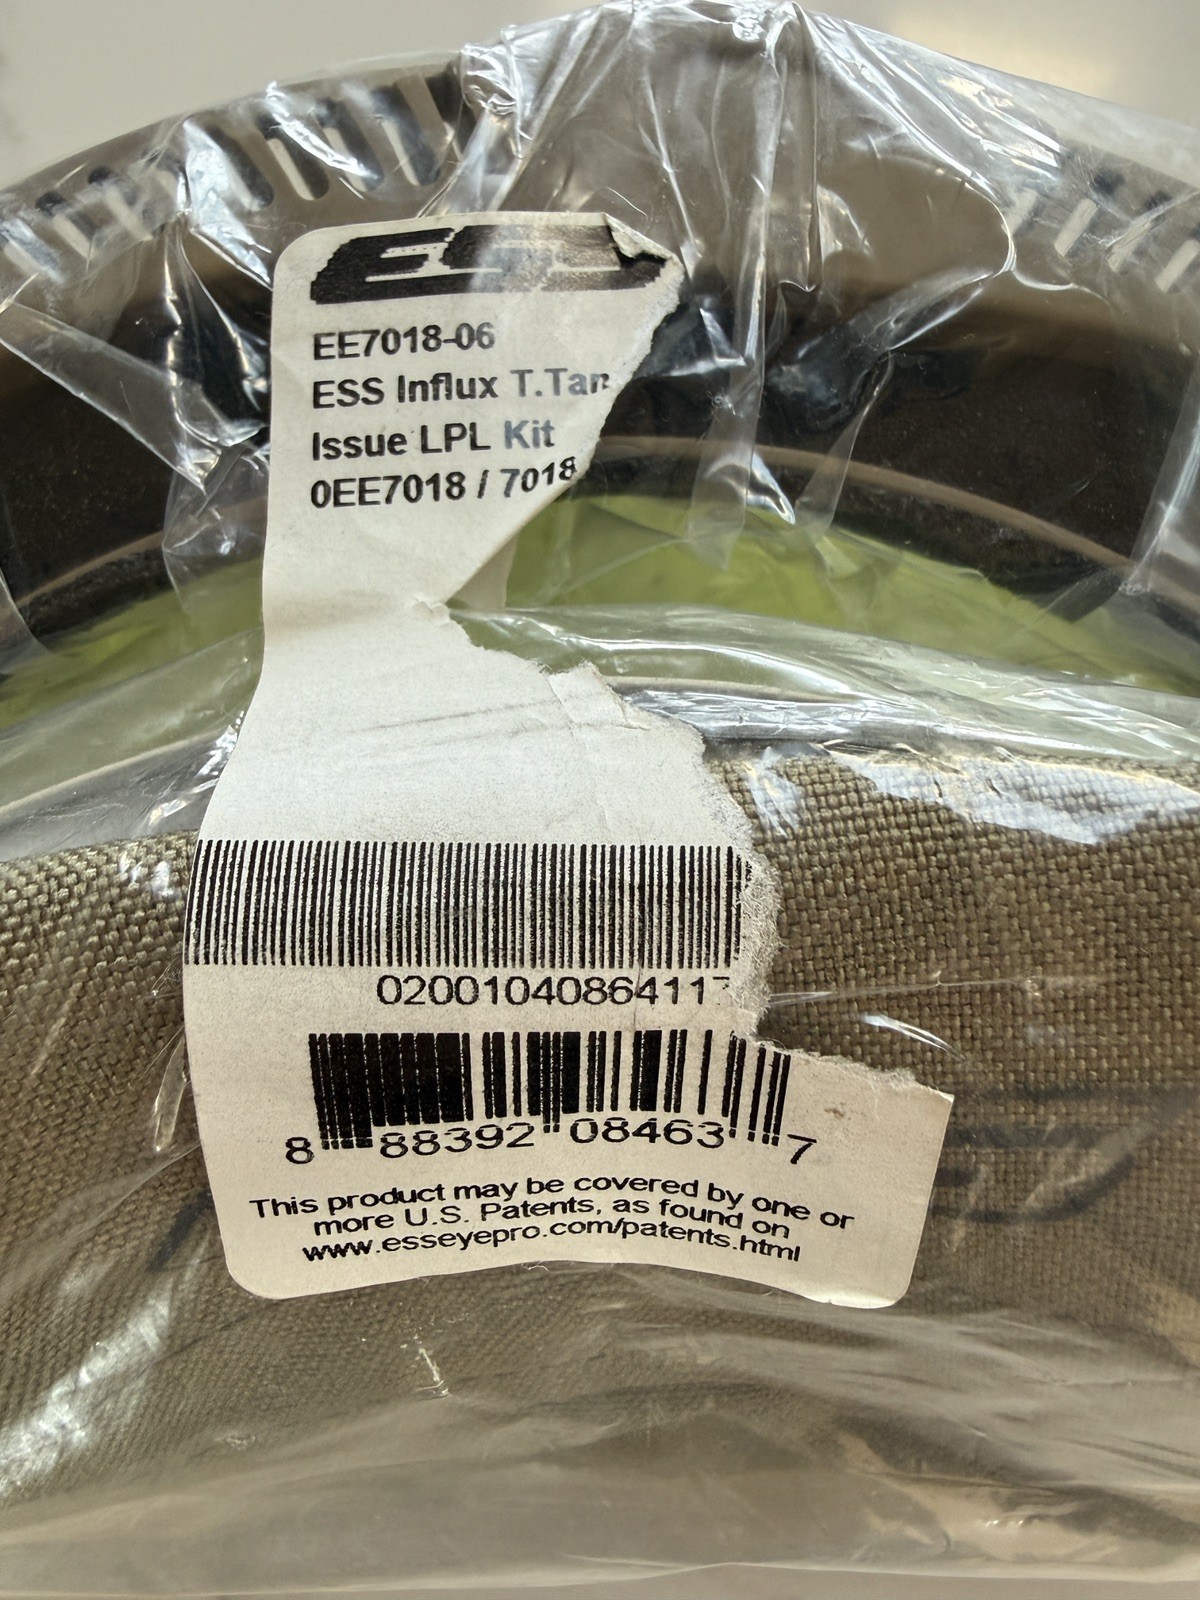 ESS
EE7018-06
ESS Influx T.Tan
Issue LPL Kit
0EE7018 / 7018
02001040864117
8 88392 08463 7
This product may be covered by one or
more U.S. Patents, as found on
www.esseyepro.com/patents.html